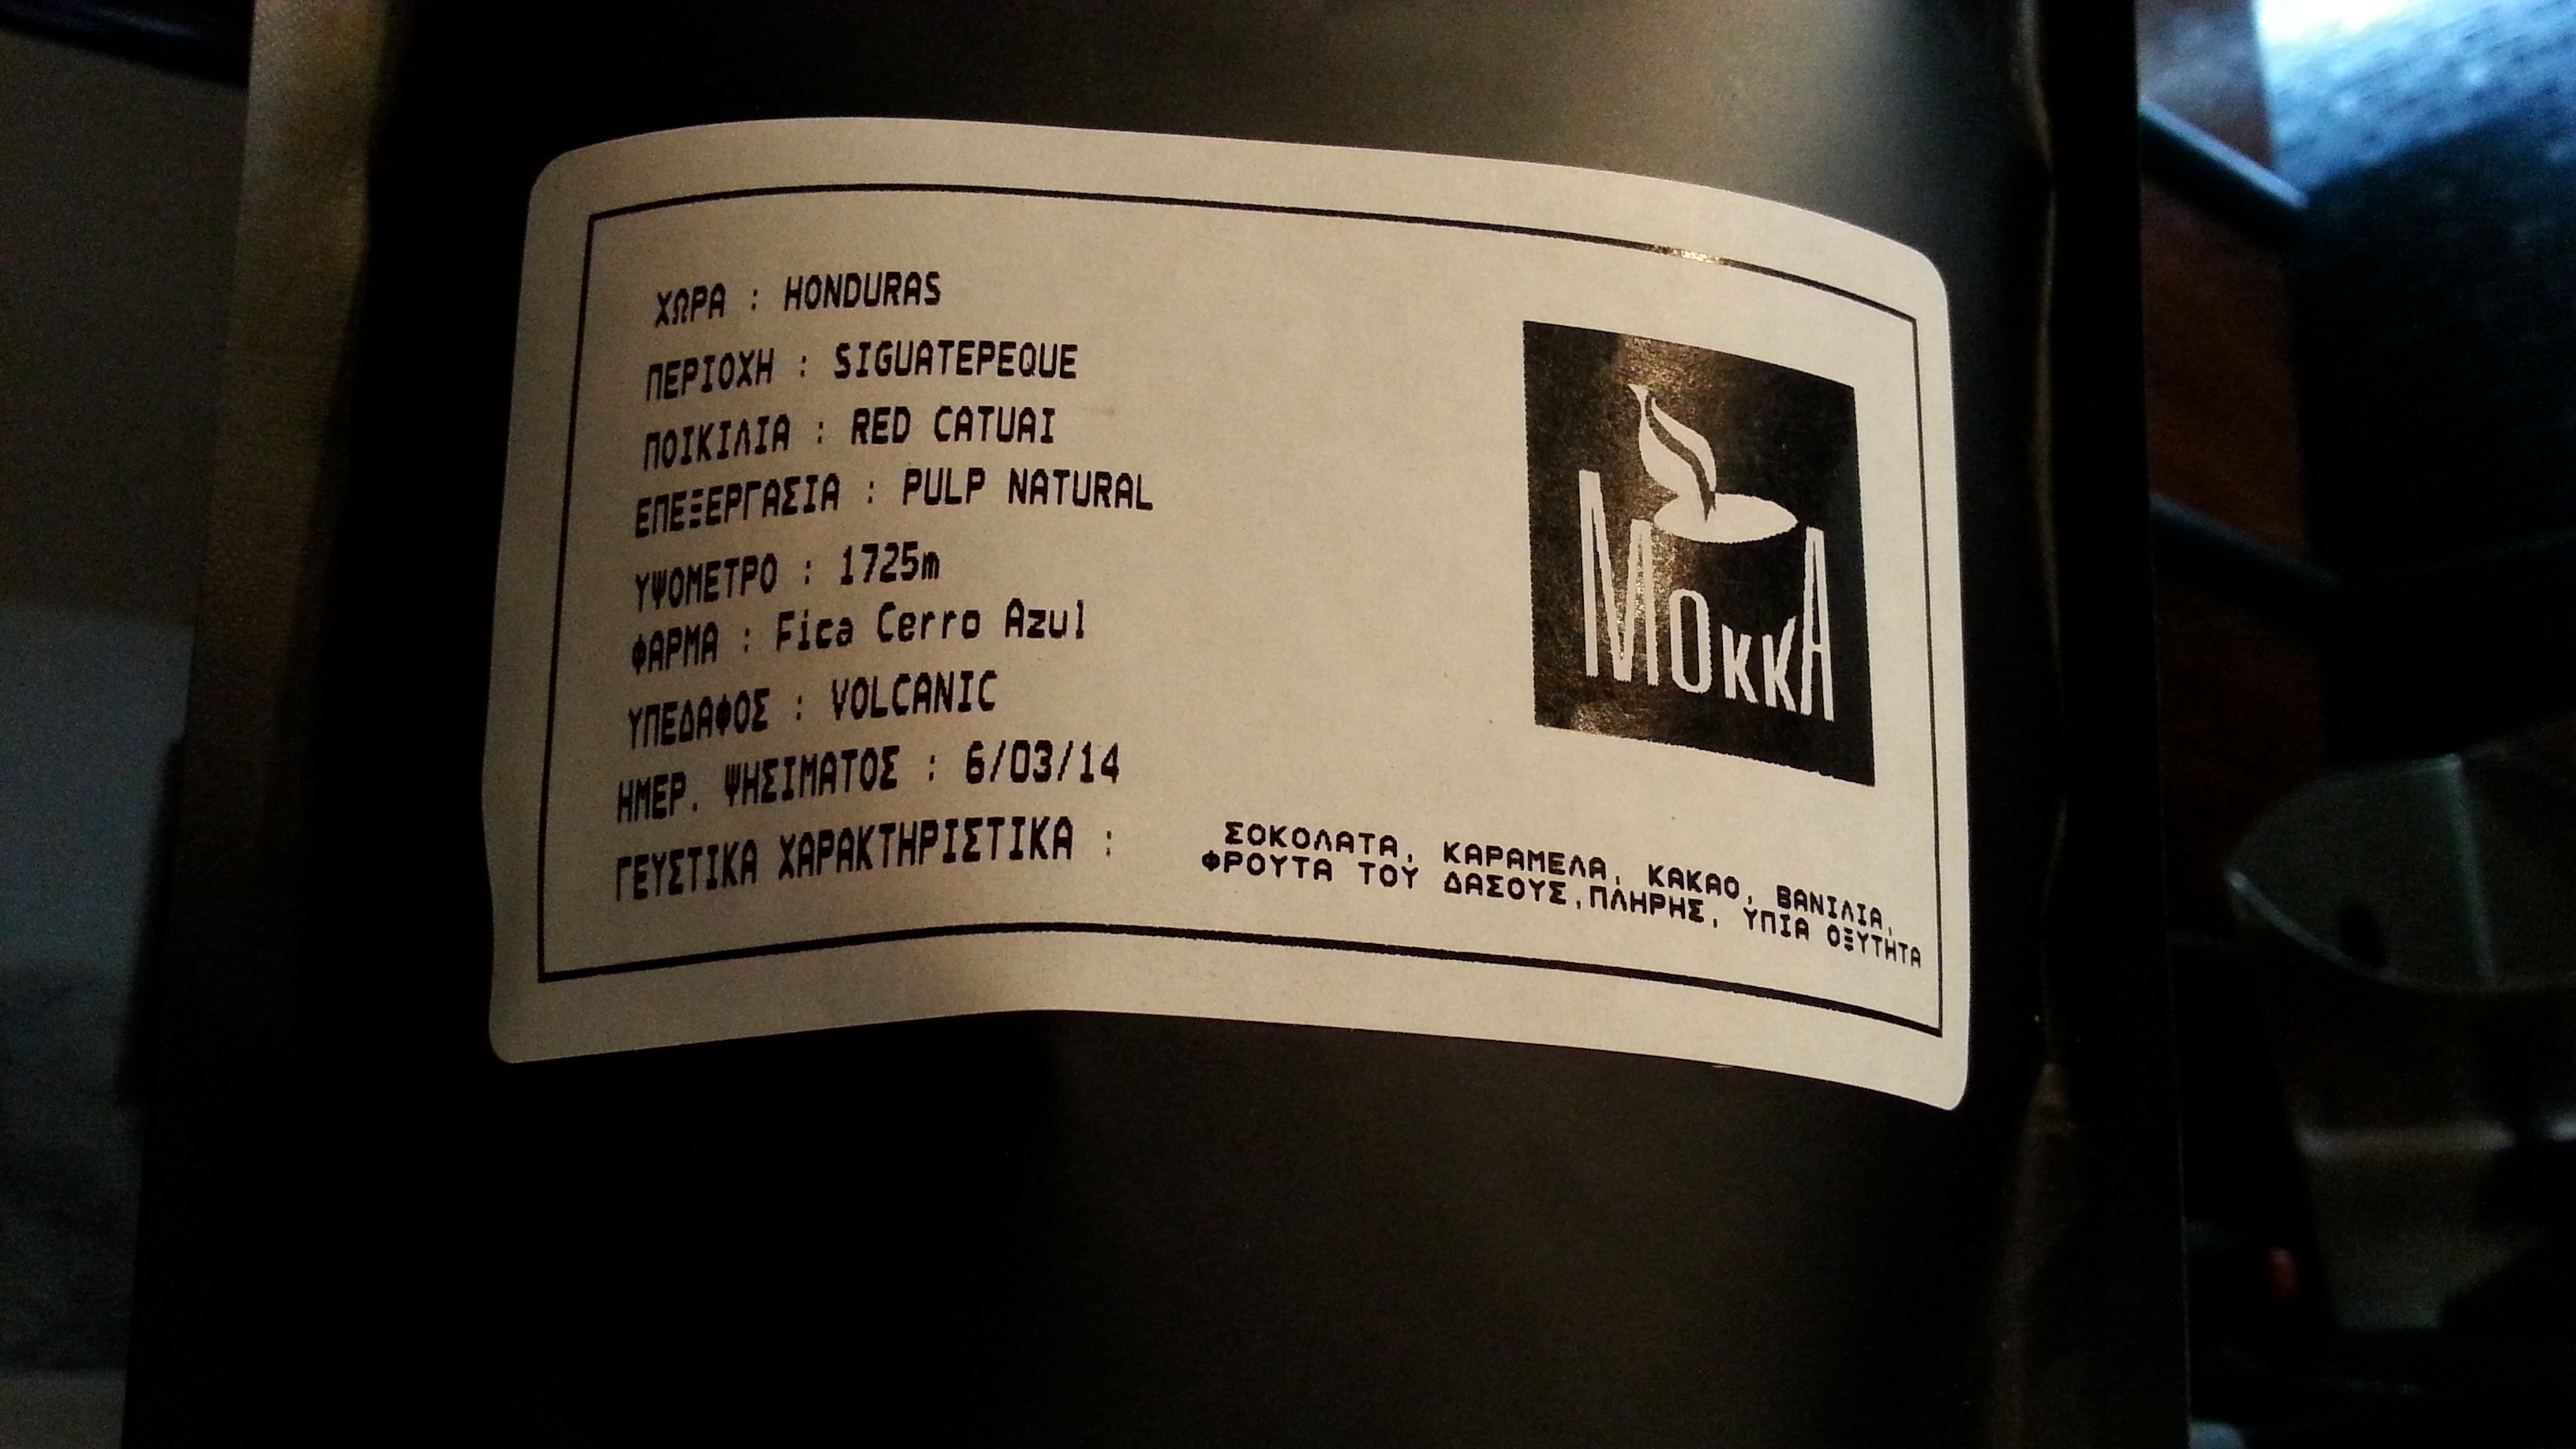 ΧΩΡΑ : HONDURAS
ΠΕΡΙΟΧΗ : SIGUATEPEQUE
ΠΟΙΚΙΛΙΑ : RED CATUAI
ΕΠΕΞΕΡΓΑΣΙΑ : PULP NATURAL
ΥΨΟΜΕΤΡΟ : 1725m
ΦΑΡΜΑ : Fica Cerro Azul
ΥΠΕΔΑΦΟΣ : VOLCANIC
ΗΜΕΡ. ΨΗΣΙΜΑΤΟΣ : 6/03/14
ΓΕΥΣΤΙΚΑ ΧΑΡΑΚΤΗΡΙΣΤΙΚΑ :
ΣΟΚΟΛΑΤΑ, ΚΑΡΑΜΕΛΑ, ΚΑΚΑΟ, ΒΑΝΙΛΙΑ,
ΦΡΟΥΤΑ ΤΟΥ ΔΑΣΟΥΣ,ΠΛΗΡΗΣ, ΥΠΙΑ ΟΞΥΤΗΤΑ
MOKKA